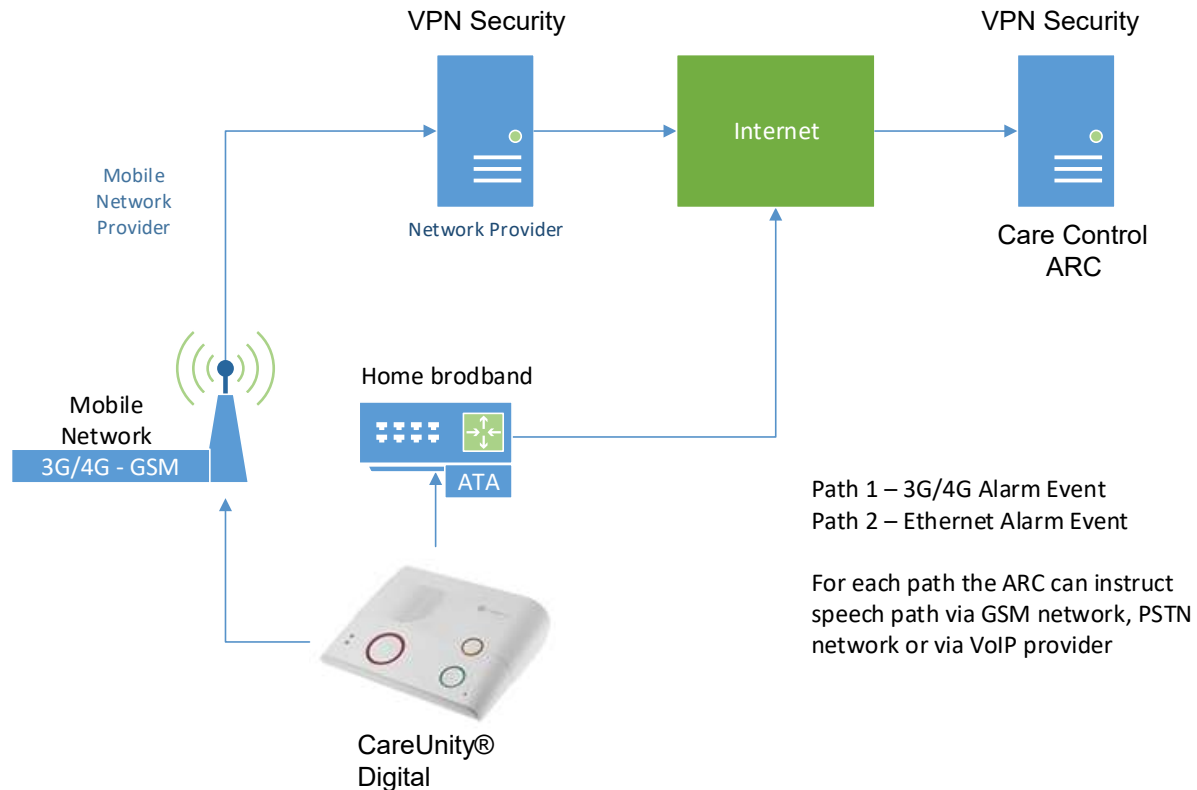 VPN Security
VPN Security
Internet
Mobile
Network
Provider
Network Provider
Care Control
ARC
Home brodband
Mobile
Network
3G/4G - GSM
ATA
Path 1 – 3G/4G Alarm Event
Path 2 – Ethernet Alarm Event
For each path the ARC can instruct
speech path via GSM network, PSTN
network or via VoIP provider
CareUnity®
Digital